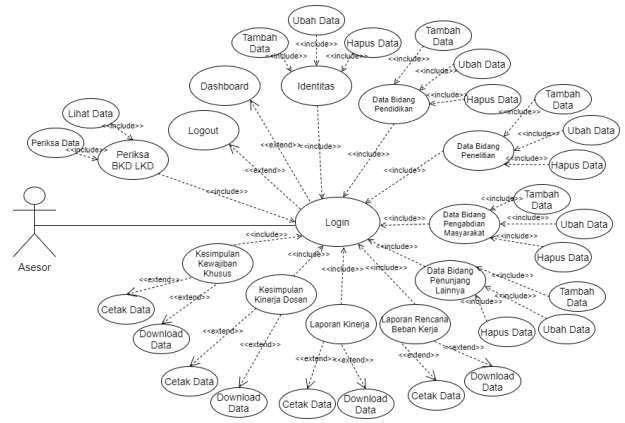 Ubah Data
<<include>>
Tambah
Data
<<include>>
Hapus Data
<<include>>
Identitas
Dashboard
Logout
Lihat Data
<<include>>
Periksa Data
<<include>>
Periksa
BKD LKD
<<include>>
<<extend>>
<<extend>>
<<include>>
Tambah
Data
<<include>>
Ubah Data
<<include>>
Hapus Data
<<include>>
Data Bidang
Pendidikan
<<include>>
Tambah
Data
<<include>>
Ubah Data
<<include>>
Hapus Data
<<include>>
Data Bidang
Penelitian
<<include>>
Login
Asesor
Tambah
Data
<<include>>
Ubah Data
<<include>>
Hapus Data
<<include>>
Data Bidang
Pengabdian
Masyarakat
<<include>>
Data Bidang
Penunjang
Lainnya
<<include>>
Tambah
Data
<<include>>
Ubah Data
<<include>>
Hapus Data
<<include>>
Kesimpulan
Kewajiban
Khusus
<<include>>
<<extend>>
Cetak Data
<<extend>>
Download
Data
Kesimpulan
Kinerja Dosen
<<include>>
<<extend>>
Cetak Data
<<extend>>
Download
Data
Laporan Kinerja
<<include>>
<<extend>>
Cetak Data
<<extend>>
Download
Data
Laporan Rencana
Beban Kerja
<<include>>
<<extend>>
Cetak Data
<<extend>>
Download
Data